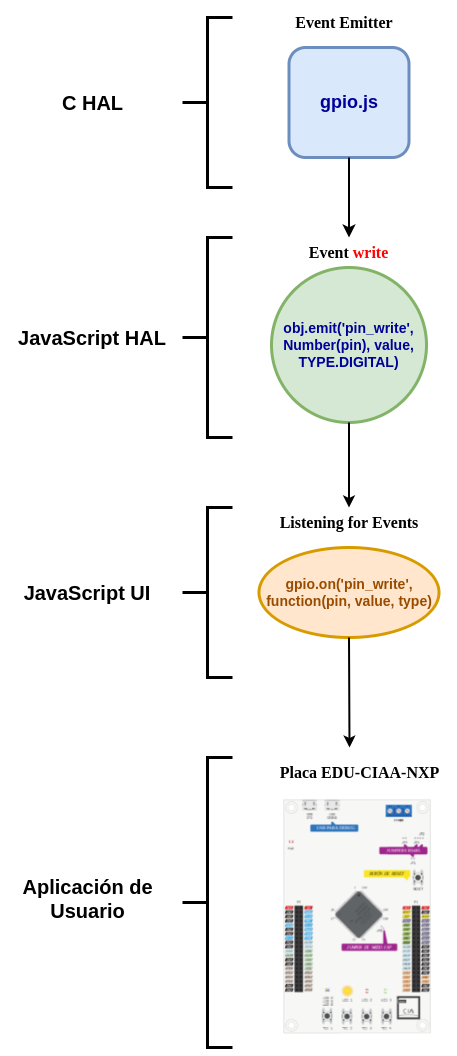 Event Emitter
C HAL
gpio.js
Event write
JavaScript HAL
obj.emit('pin_write',
Number(pin), value,
TYPE.DIGITAL)
Listening for Events
JavaScript UI
gpio.on('pin_write',
function(pin, value, type)
Placa EDU-CIAA-NXP
Aplicación de
Usuario